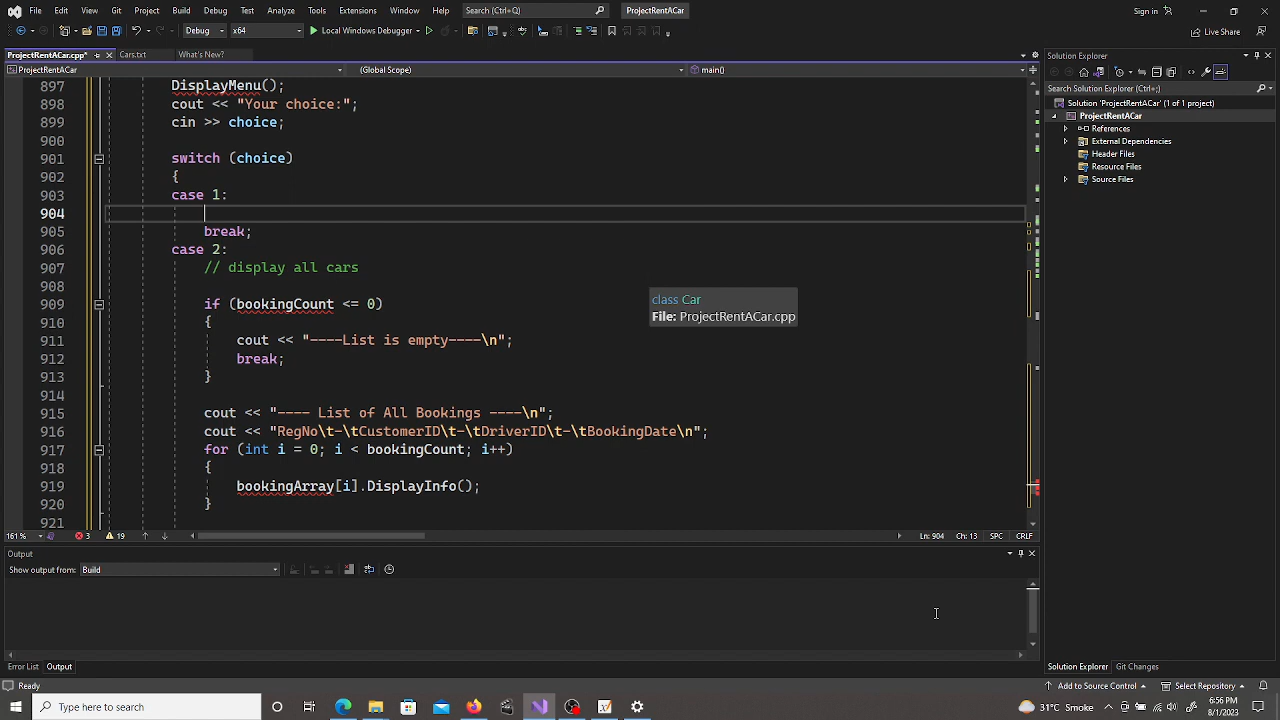 File Edit View Git Project Build Debug Test Analyze Tools Extensions Window Help Search (Ctrl+Q) ProjectRentACar Sign in
Debug x64 Local Windows Debugger Live Share
ProjectRentACar.cpp* Cars.txt What's New? Solution Explorer
ProjectRentACar (Global Scope) main()
Search Solution Explorer (Ctrl+;)
Solution 'ProjectRentACar' (1 of 1 project)
ProjectRentACar
References
External Dependencies
Header Files
Resource Files
Source Files
897 DisplayMenu();
898 cout << "Your choice:";
899 cin >> choice;
900
901 switch (choice)
902 {
903 case 1:
904
905 break;
906 case 2:
907 // display all cars
908
909 if (bookingCount <= 0)
910 {
911 cout << "----List is empty----\n";
912 break;
913 }
914
915 cout << "---- List of All Bookings ----\n";
916 cout << "RegNo\t-\tCustomerID\t-\tDriverID\t-\tBookingDate\n";
917 for (int i = 0; i < bookingCount; i++)
918 {
919 bookingArray[i].DisplayInfo();
920 }
921
class Car
File: ProjectRentACar.cpp
161 % 3 19 Ln: 904 Ch: 13 SPC CRLF
Output
Show output from: Build
Error List Output Solution Explorer Git Changes
Ready Add to Source Control Select Repository
Type here to search 31°C Smoke 6:56 PM
8/1/2023